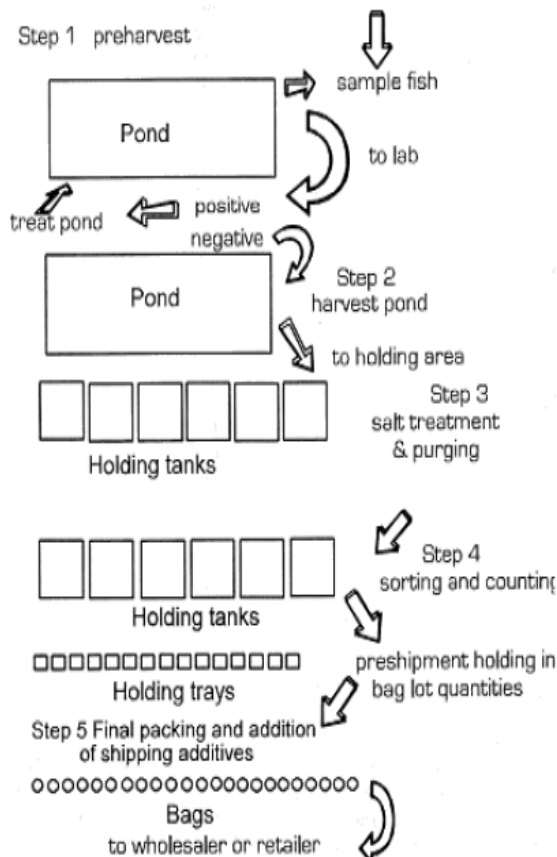 Step 1 preharvest
sample fish
Pond
to lab
treat pond
positive
negative
Pond
Step 2
harvest pond
to holding area
Step 3
salt treatment
& purging
Holding tanks
Step 4
sorting and counting
Holding tanks
preshipment holding in
bag lot quantities
Holding trays
Step 5 Final packing and addition
of shipping additives
Bags
to wholesaler or retailer